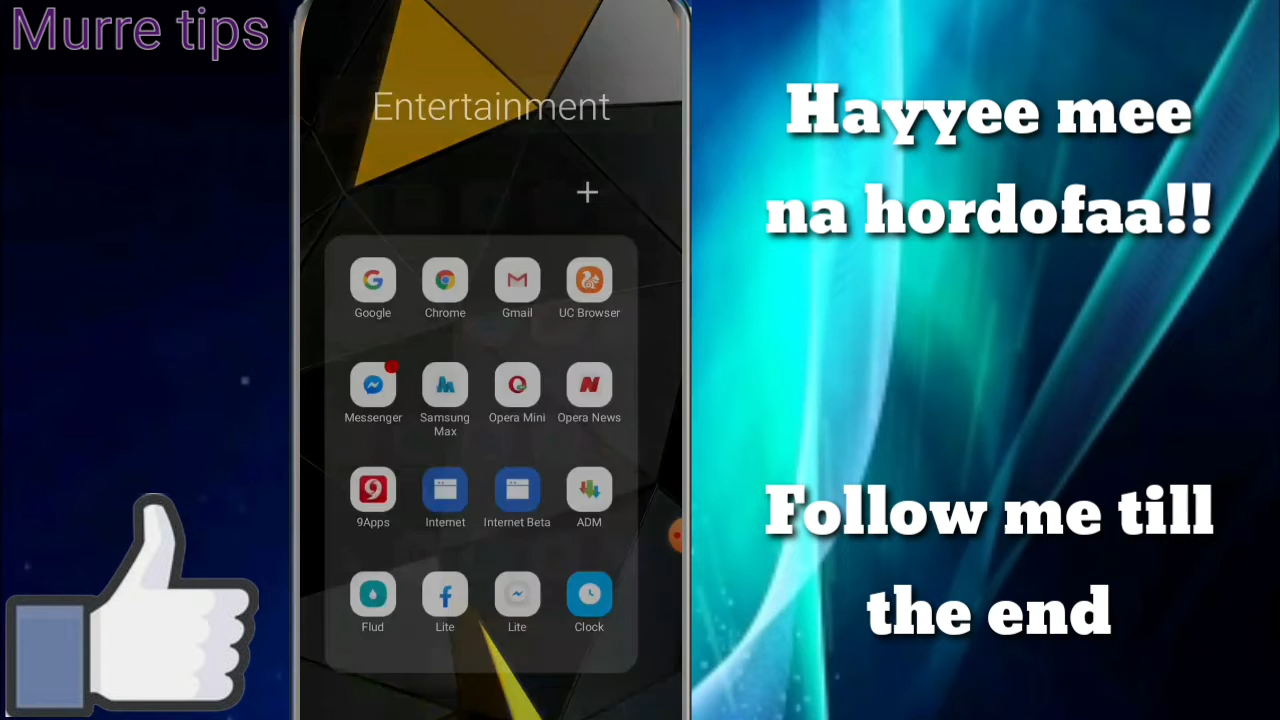 Murre tips
Entertainment
Google Chrome Gmail UC Browser
Messenger Samsung Max Opera Mini Opera News
9Apps Internet Internet Beta ADM
Flud Lite Lite Clock
Hayyee mee
na hordofaa!!
Follow me till
the end